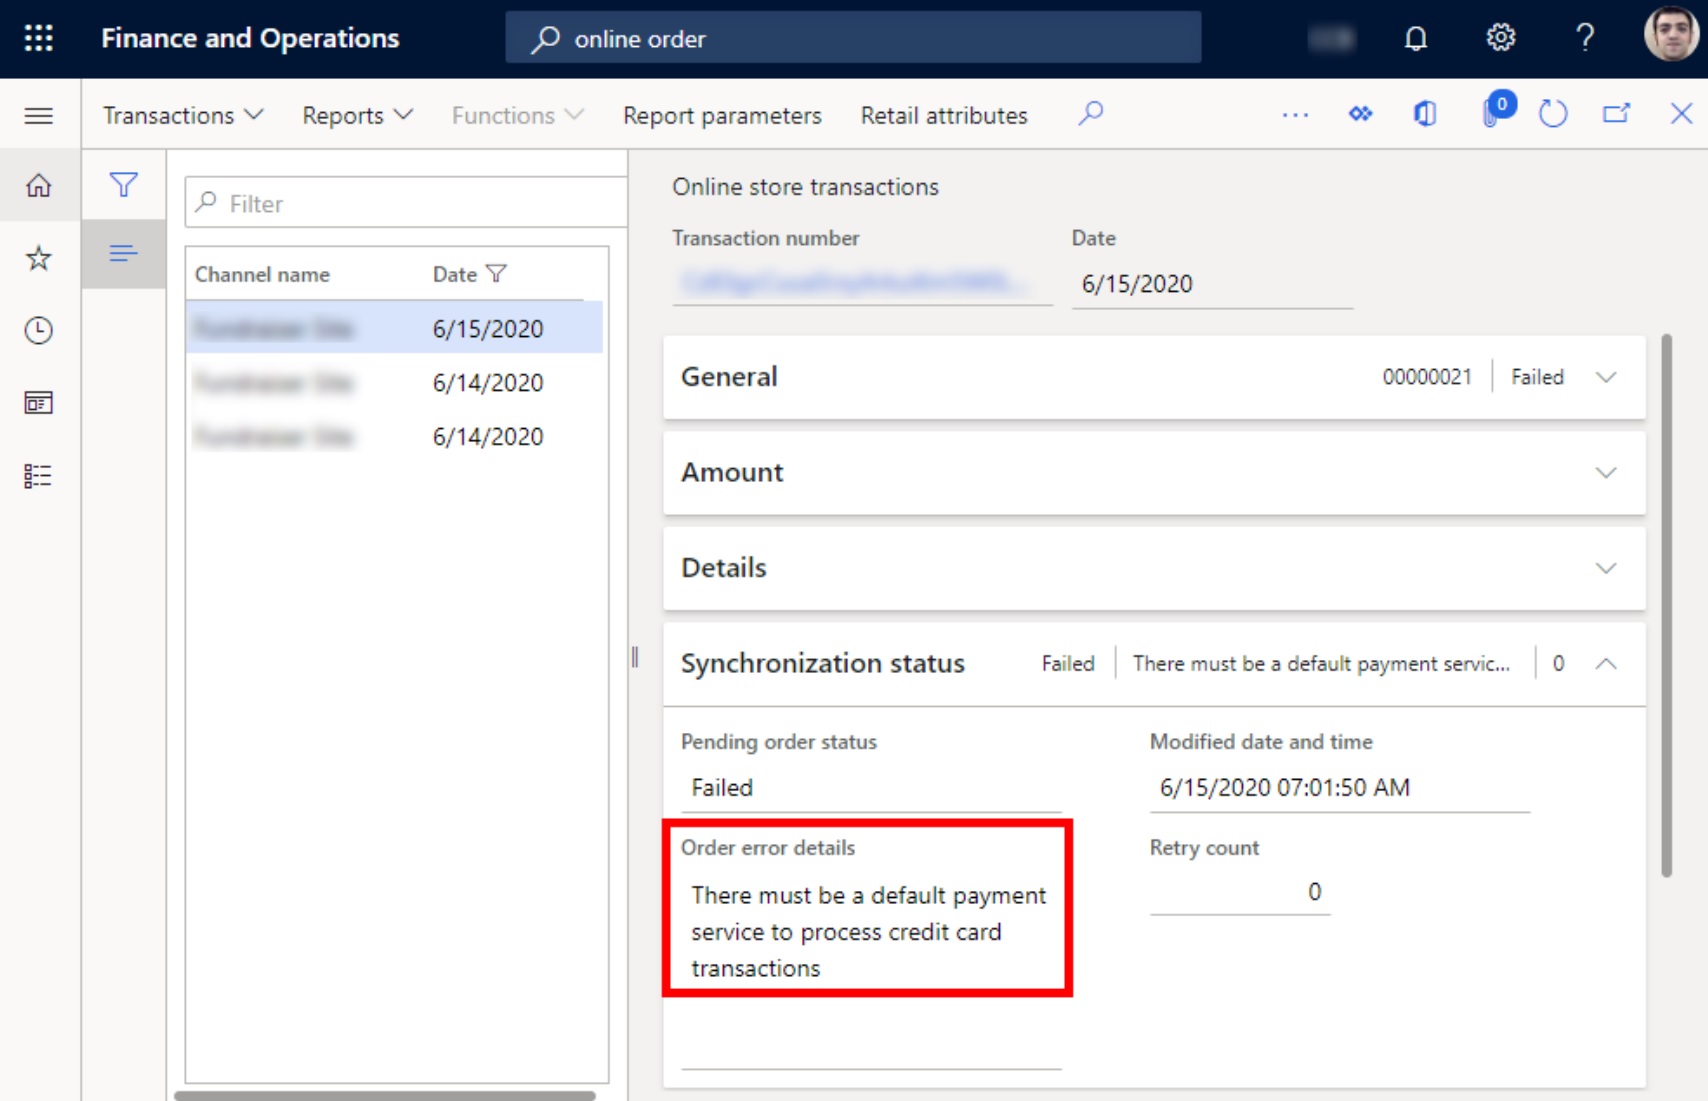 Finance and Operations
online order
Transactions
Reports
Functions
Report parameters
Retail attributes
0
Filter
Channel name
Date
6/15/2020
6/14/2020
6/14/2020
Online store transactions
Transaction number
Date
6/15/2020
General
00000021
Failed
Amount
Details
Synchronization status
Failed
There must be a default payment servic...
0
Pending order status
Modified date and time
Failed
6/15/2020 07:01:50 AM
Order error details
Retry count
There must be a default payment
service to process credit card
transactions
0